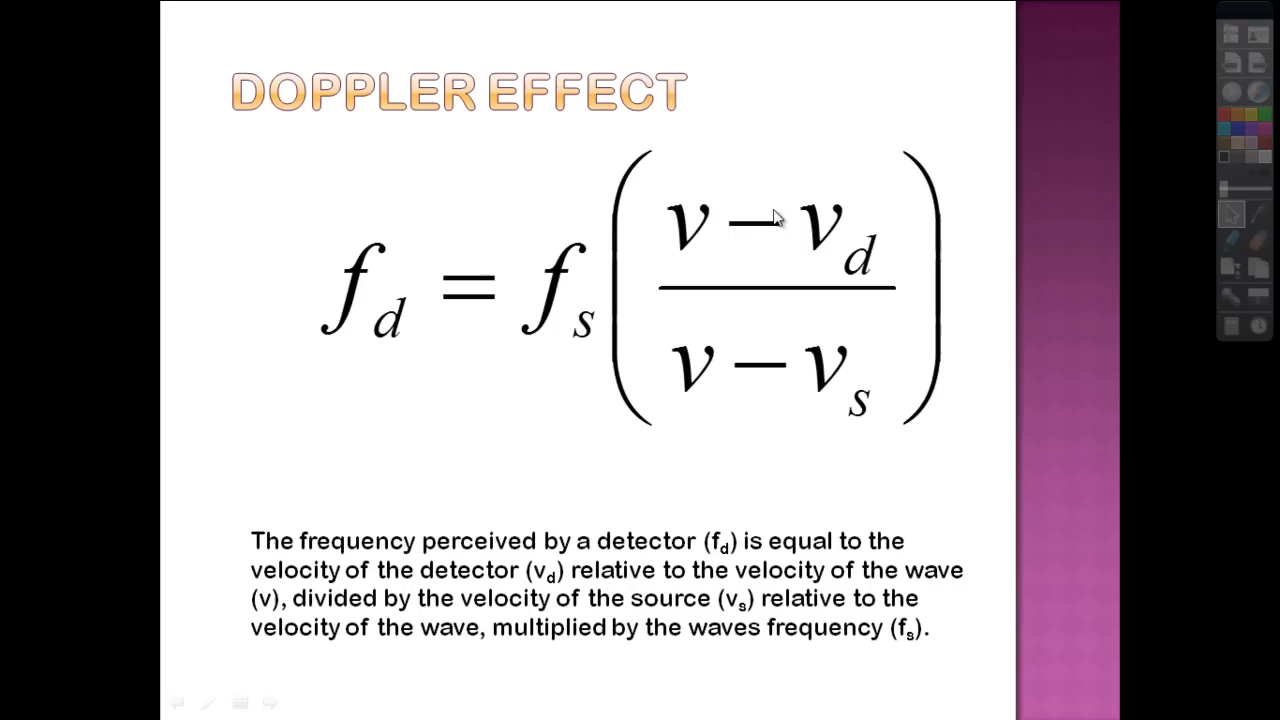 DOPPLER EFFECT
f_d = f_s ( (v – v_d) / (v – v_s) )
The frequency perceived by a detector (f_d) is equal to the
velocity of the detector (v_d) relative to the velocity of the wave
(v), divided by the velocity of the source (v_s) relative to the
velocity of the wave, multiplied by the waves frequency (f_s).